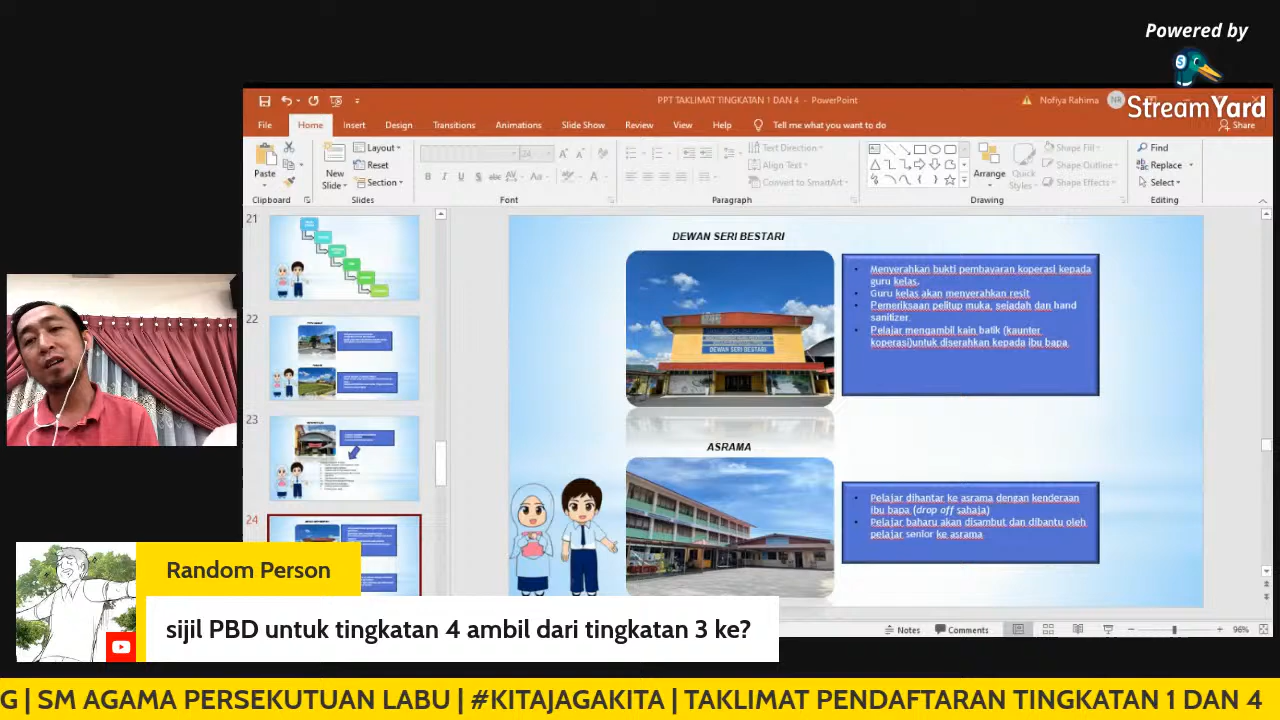 Powered by
StreamYard
PPT TAKLIMAT TINGKATAN 1 DAN 4 - PowerPoint
Nofiya Rahima
NR
File Home Insert Design Transitions Animations Slide Show Review View Help Tell me what you want to do
Share
Paste
New
Slide
Layout
Reset
Section
Text Direction
Align Text
Convert to SmartArt
Arrange
Quick
Styles
Shape Fill
Shape Outline
Shape Effects
Find
Replace
Select
Clipboard Slides Font Paragraph Drawing Editing
21
22
23
24
DEWAN SERI BESTARI
DEWAN SERI BESTARI
• Menyerahkan bukti pembayaran koperasi kepada
guru kelas.
• Guru kelas akan menyerahkan resit
• Pemeriksaan pelitup muka, sejadah dan hand
sanitizer.
• Pelajar mengambil kain batik (kaunter
koperasi)untuk diserahkan kepada ibu bapa.
ASRAMA
• Pelajar dihantar ke asrama dengan kenderaan
ibu bapa (drop off sahaja)
• Pelajar baharu akan disambut dan dibantu oleh
pelajar senior ke asrama
Random Person
sijil PBD untuk tingkatan 4 ambil dari tingkatan 3 ke?
Notes Comments 96%
G | SM AGAMA PERSEKUTUAN LABU | #KITAJAGAKITA | TAKLIMAT PENDAFTARAN TINGKATAN 1 DAN 4